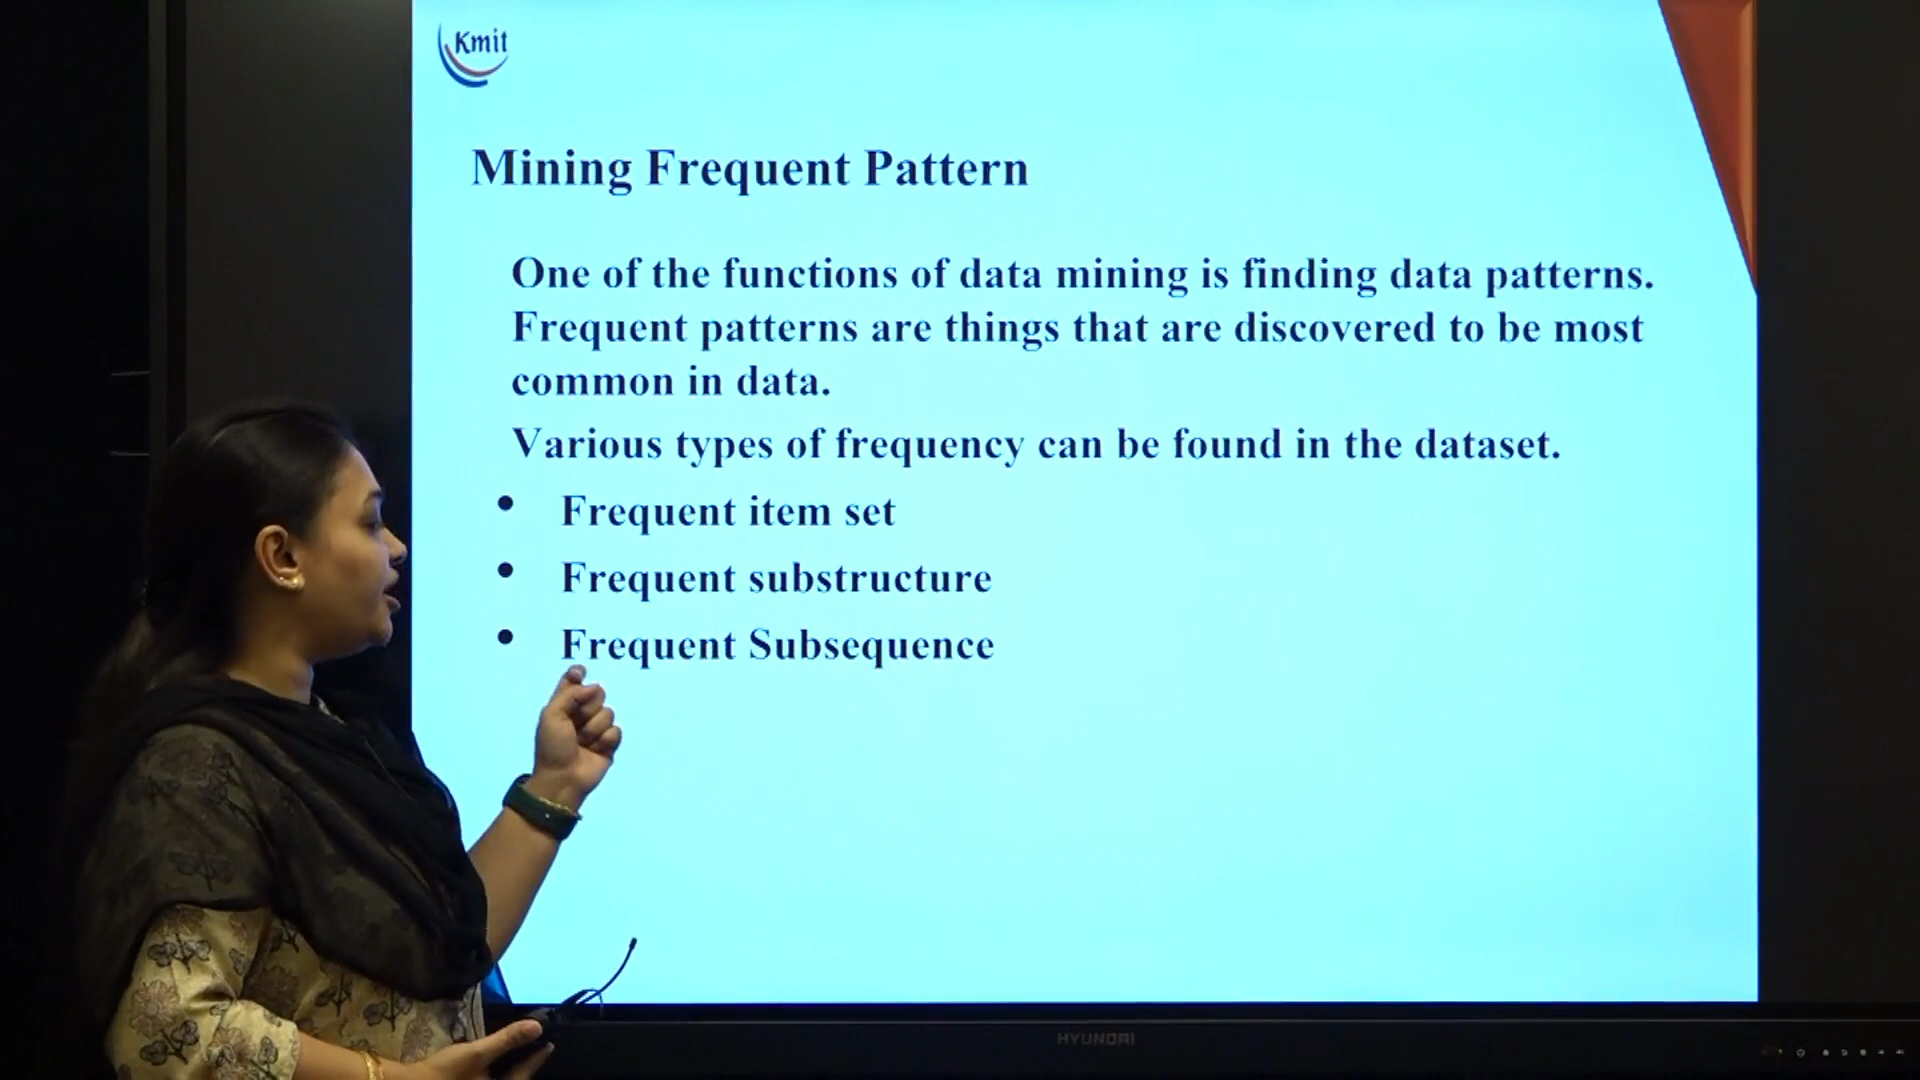 Kmit
Mining Frequent Pattern
One of the functions of data mining is finding data patterns.
Frequent patterns are things that are discovered to be most
common in data.
Various types of frequency can be found in the dataset.
• Frequent item set
• Frequent substructure
• Frequent Subsequence
HYUNDAI